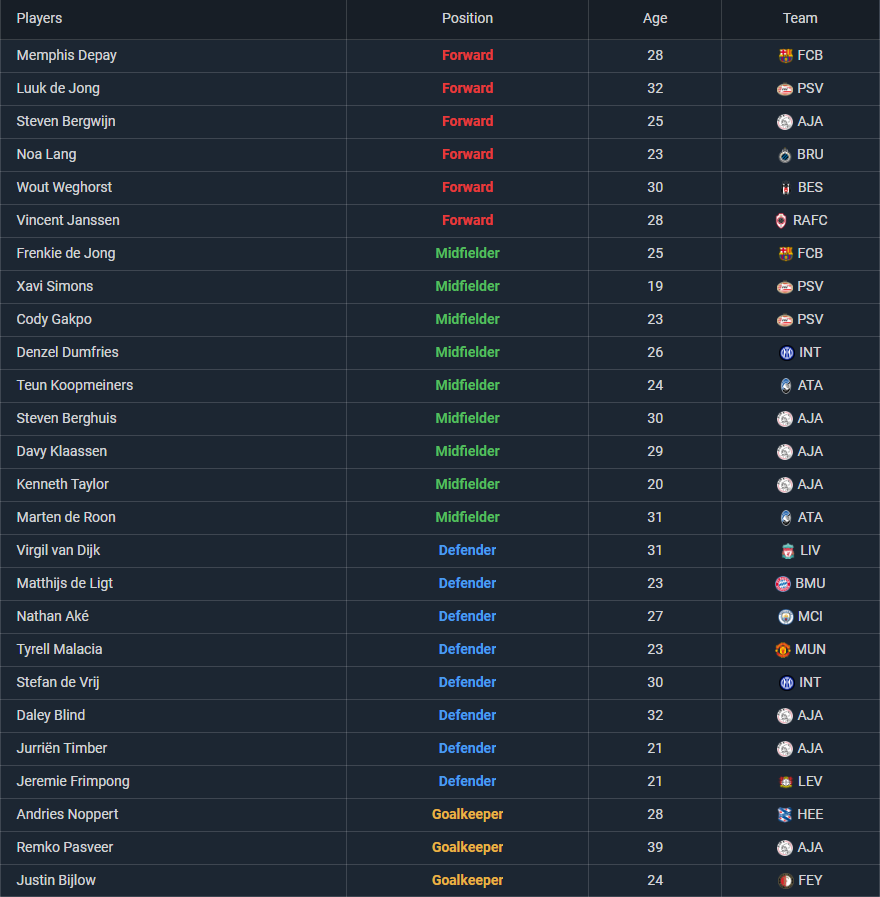 Players Position Age Team
Memphis Depay Forward 28 FCB
Luuk de Jong Forward 32 PSV
Steven Bergwijn Forward 25 AJA
Noa Lang Forward 23 BRU
Wout Weghorst Forward 30 BES
Vincent Janssen Forward 28 RAFC
Frenkie de Jong Midfielder 25 FCB
Xavi Simons Midfielder 19 PSV
Cody Gakpo Midfielder 23 PSV
Denzel Dumfries Midfielder 26 INT
Teun Koopmeiners Midfielder 24 ATA
Steven Berghuis Midfielder 30 AJA
Davy Klaassen Midfielder 29 AJA
Kenneth Taylor Midfielder 20 AJA
Marten de Roon Midfielder 31 ATA
Virgil van Dijk Defender 31 LIV
Matthijs de Ligt Defender 23 BMU
Nathan Aké Defender 27 MCI
Tyrell Malacia Defender 23 MUN
Stefan de Vrij Defender 30 INT
Daley Blind Defender 32 AJA
Jurriën Timber Defender 21 AJA
Jeremie Frimpong Defender 21 LEV
Andries Noppert Goalkeeper 28 HEE
Remko Pasveer Goalkeeper 39 AJA
Justin Bijlow Goalkeeper 24 FEY